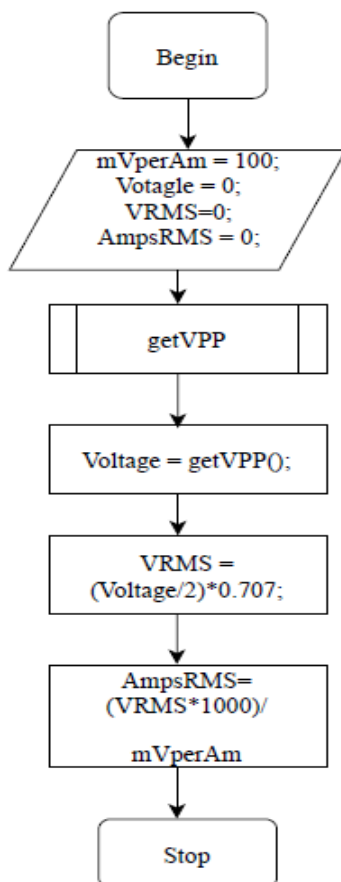 Begin
mVperAm = 100;
Votagle = 0;
VRMS=0;
AmpsRMS = 0;
getVPP
Voltage = getVPP();
VRMS =
(Voltage/2)*0.707;
AmpsRMS=
(VRMS*1000)/
mVperAm
Stop